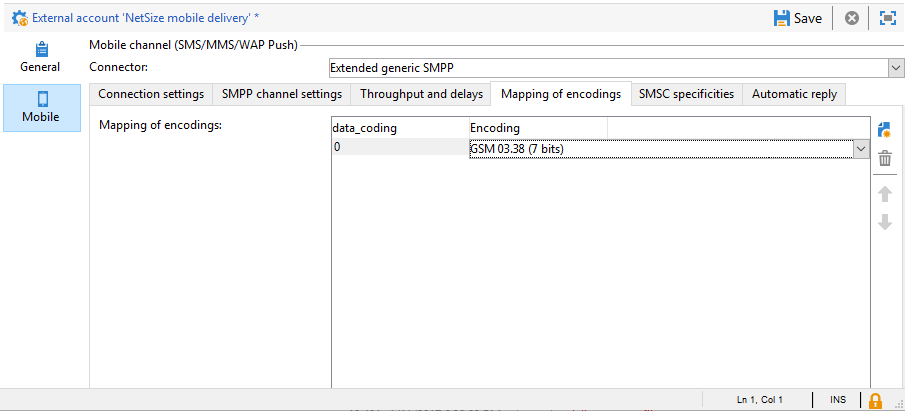 External account 'NetSize mobile delivery' *
Save
General
Mobile
Mobile channel (SMS/MMS/WAP Push)
Connector:
Extended generic SMPP
Connection settings
SMPP channel settings
Throughput and delays
Mapping of encodings
SMSC specificities
Automatic reply
Mapping of encodings:
data_coding
Encoding
0
GSM 03.38 (7 bits)
Ln 1, Col 1
INS